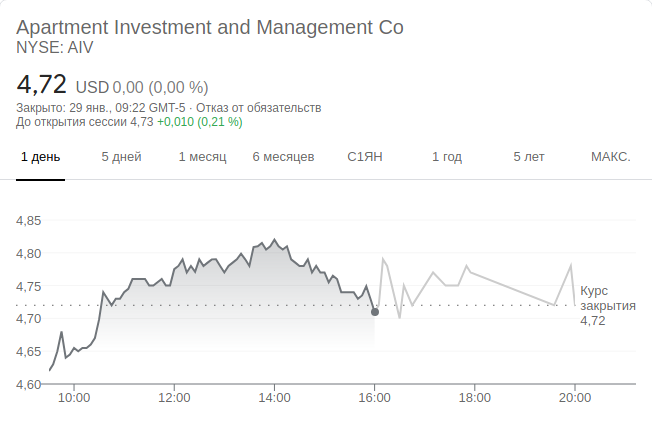 Apartment Investment and Management Co
NYSE: AIV
4,72 USD 0,00 (0,00 %)
Закрыто: 29 янв., 09:22 GMT-5 · Отказ от обязательств
До открытия сессии 4,73 +0,010 (0,21 %)
1 день 5 дней 1 месяц 6 месяцев С1ЯН 1 год 5 лет МАКС.
4,85
4,80
4,75
4,70
4,65
4,60
Курс
закрытия
4,72
10:00 12:00 14:00 16:00 18:00 20:00